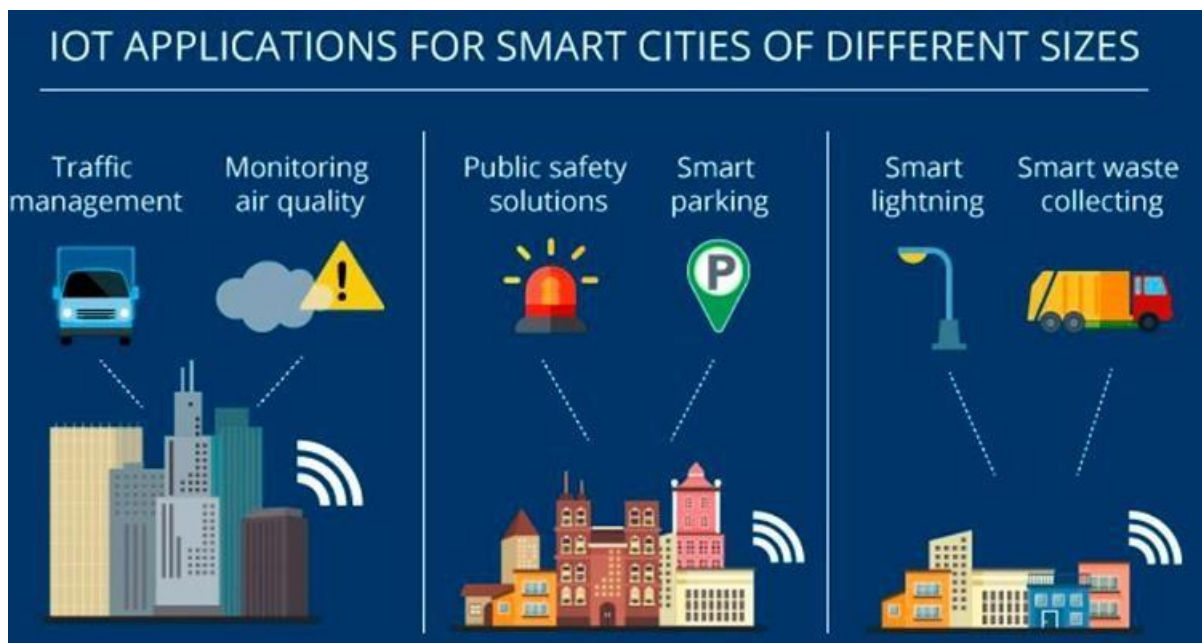 IOT APPLICATIONS FOR SMART CITIES OF DIFFERENT SIZES
Traffic
management
Monitoring
air quality
Public safety
solutions
Smart
parking
P
Smart
lightning
Smart waste
collecting